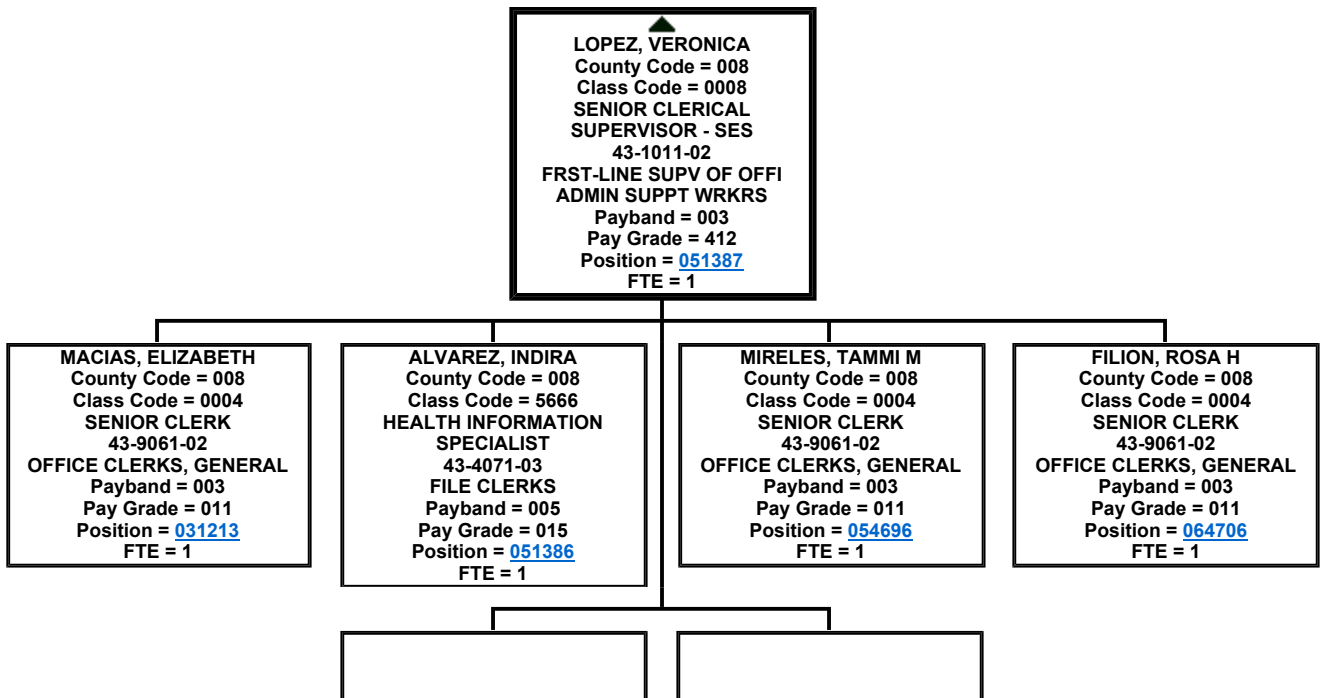 LOPEZ, VERONICA
County Code = 008
Class Code = 0008
SENIOR CLERICAL
SUPERVISOR - SES
43-1011-02
FRST-LINE SUPV OF OFFI
ADMIN SUPPT WRKRS
Payband = 003
Pay Grade = 412
Position = 051387
FTE = 1
MACIAS, ELIZABETH
County Code = 008
Class Code = 0004
SENIOR CLERK
43-9061-02
OFFICE CLERKS, GENERAL
Payband = 003
Pay Grade = 011
Position = 031213
FTE = 1
ALVAREZ, INDIRA
County Code = 008
Class Code = 5666
HEALTH INFORMATION
SPECIALIST
43-4071-03
FILE CLERKS
Payband = 005
Pay Grade = 015
Position = 051386
FTE = 1
MIRELES, TAMMI M
County Code = 008
Class Code = 0004
SENIOR CLERK
43-9061-02
OFFICE CLERKS, GENERAL
Payband = 003
Pay Grade = 011
Position = 054696
FTE = 1
FILION, ROSA H
County Code = 008
Class Code = 0004
SENIOR CLERK
43-9061-02
OFFICE CLERKS, GENERAL
Payband = 003
Pay Grade = 011
Position = 064706
FTE = 1